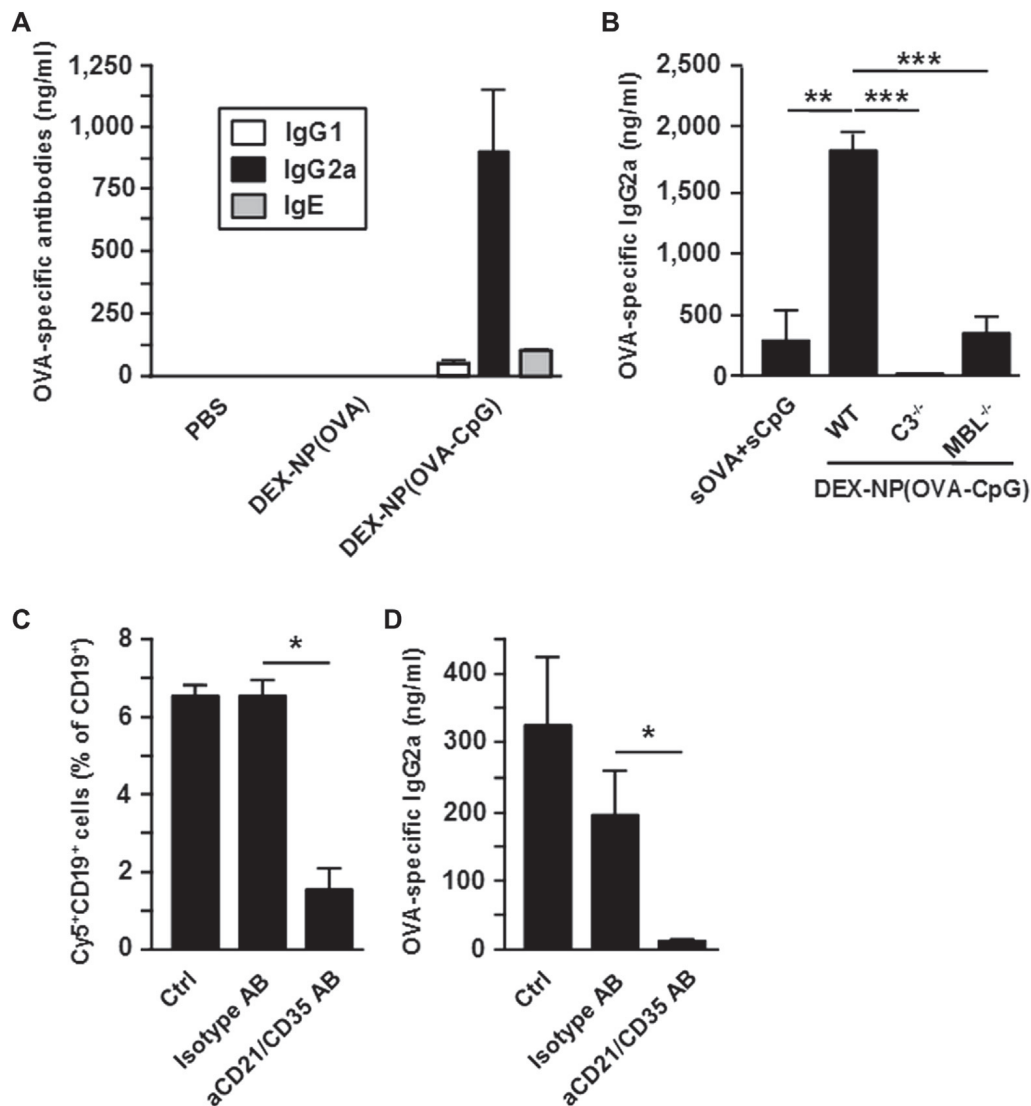 A
OVA-specific antibodies (ng/ml)
1,250
1,000
750
500
250
0
IgG1
IgG2a
IgE
PBS
DEX-NP(OVA)
DEX-NP(OVA-CpG)
B
OVA-specific IgG2a (ng/ml)
2,500
2,000
1,500
1,000
500
0
***
** ***
sOVA+sCpG
WT
C3-/-
MBL-/-
DEX-NP(OVA-CpG)
C
Cy5+CD19+ cells (% of CD19+)
8
6
4
2
0
*
Ctrl
Isotype AB
aCD21/CD35 AB
D
OVA-specific IgG2a (ng/ml)
400
300
200
100
0
*
Ctrl
Isotype AB
aCD21/CD35 AB